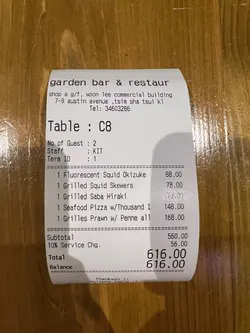 garden bar & restaur
shop a g/f, woon lee commercial building
7-9 austin avenue ,tsim sha tsui kl
Tel: 34603286
Table : C8
No of Guest : 2
Staff : KIT
Term ID : 1
1 Fluorescent Squid Okizuke 88.00
1 Grilled Squid Skewers 78.00
1 Grilled Saba Hiraki
1 Seafood Pizza w/Thousand I 148.00
1 Grilles Prawn w/ Penne all 168.00
Subtotal 560.00
10% Service Chg. 56.00
Total 616.00
Balance 616.00